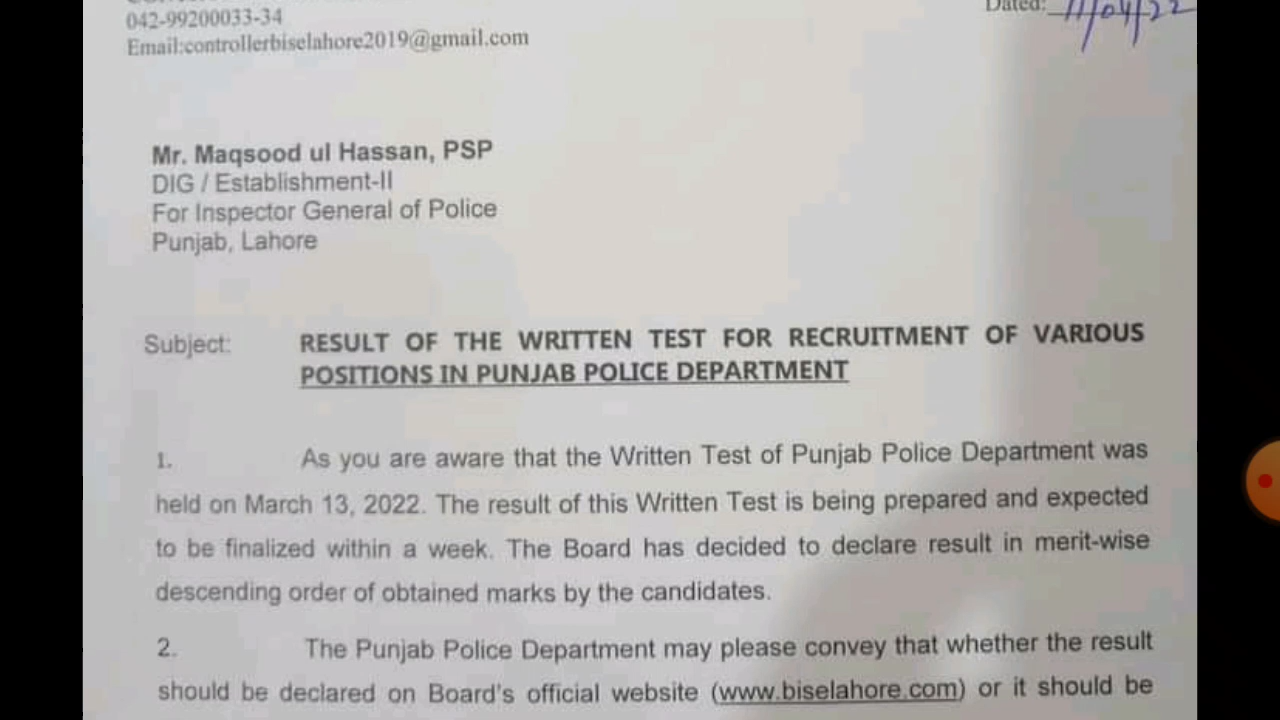 042-99200033-34
Dated: 11/04/22
Email:controllerbiselahore2019@gmail.com
Mr. Maqsood ul Hassan, PSP
DIG / Establishment-II
For Inspector General of Police
Punjab, Lahore
Subject: RESULT OF THE WRITTEN TEST FOR RECRUITMENT OF VARIOUS
POSITIONS IN PUNJAB POLICE DEPARTMENT
1. As you are aware that the Written Test of Punjab Police Department was
held on March 13, 2022. The result of this Written Test is being prepared and expected
to be finalized within a week. The Board has decided to declare result in merit-wise
descending order of obtained marks by the candidates.
2. The Punjab Police Department may please convey that whether the result
should be declared on Board's official website (www.biselahore.com) or it should be